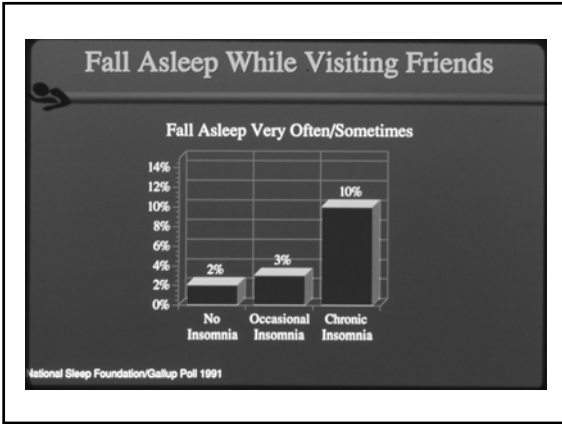 Fall Asleep While Visiting Friends
Fall Asleep Very Often/Sometimes
14%
12%
10%
8%
6%
4%
2%
0%
2%
3%
10%
No Insomnia
Occasional Insomnia
Chronic Insomnia
National Sleep Foundation/Gallup Poll 1991